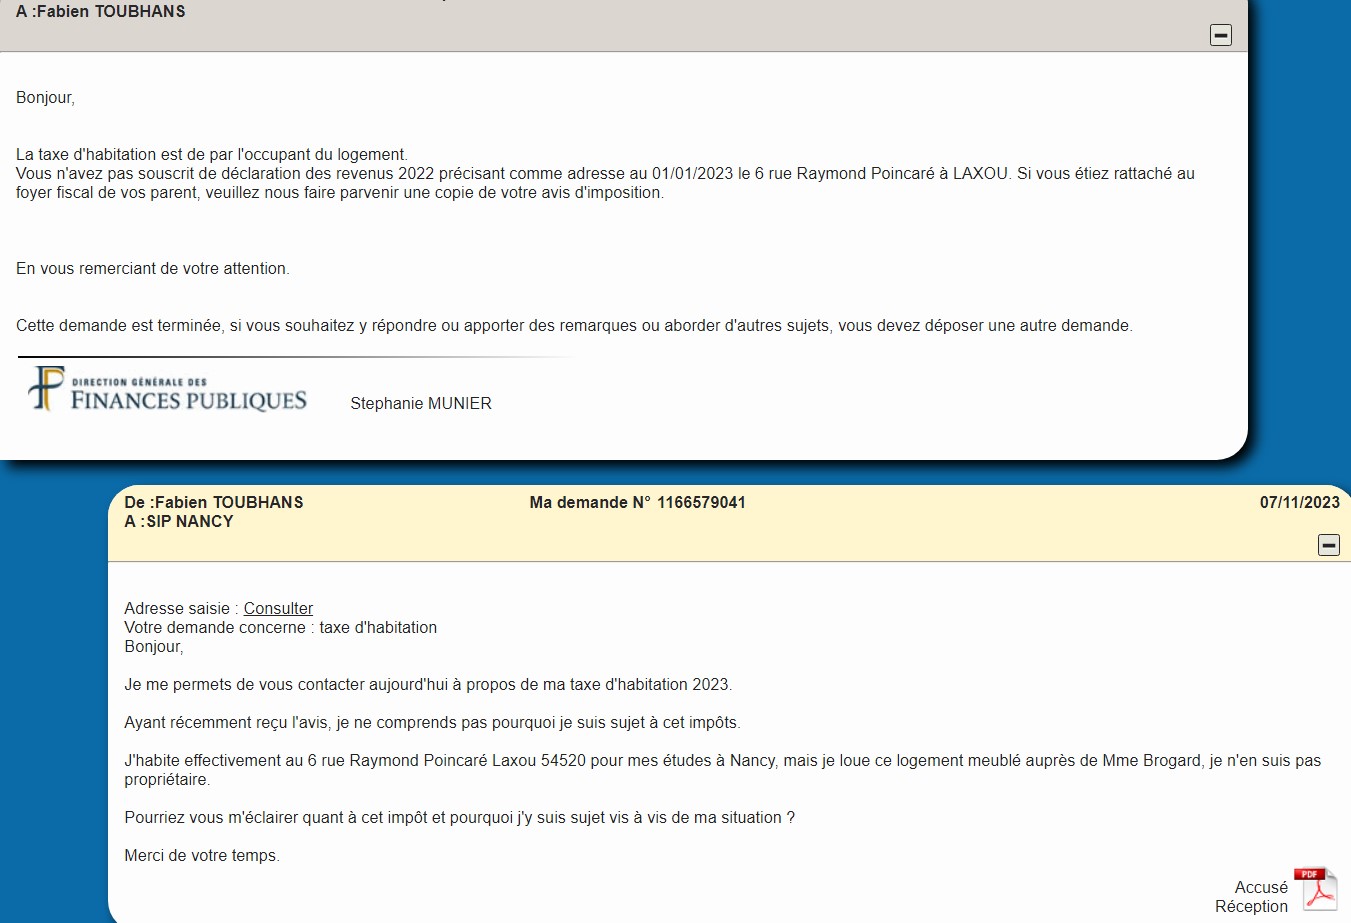 A :Fabien TOUBHANS
Bonjour,
La taxe d'habitation est de par l'occupant du logement.
Vous n'avez pas souscrit de déclaration des revenus 2022 précisant comme adresse au 01/01/2023 le 6 rue Raymond Poincaré à LAXOU. Si vous étiez rattaché au
foyer fiscal de vos parent, veuillez nous faire parvenir une copie de votre avis d'imposition.
En vous remerciant de votre attention.
Cette demande est terminée, si vous souhaitez y répondre ou apporter des remarques ou aborder d'autres sujets, vous devez déposer une autre demande.
DIRECTION GÉNÉRALE DES
FINANCES PUBLIQUES
Stephanie MUNIER
De :Fabien TOUBHANS Ma demande N° 1166579041 07/11/2023
A :SIP NANCY
Adresse saisie : Consulter
Votre demande concerne : taxe d'habitation
Bonjour,
Je me permets de vous contacter aujourd'hui à propos de ma taxe d'habitation 2023.
Ayant récemment reçu l'avis, je ne comprends pas pourquoi je suis sujet à cet impôts.
J'habite effectivement au 6 rue Raymond Poincaré Laxou 54520 pour mes études à Nancy, mais je loue ce logement meublé auprès de Mme Brogard, je n'en suis pas
propriétaire.
Pourriez vous m'éclairer quant à cet impôt et pourquoi j'y suis sujet vis à vis de ma situation ?
Merci de votre temps.
PDF
Accusé
Réception